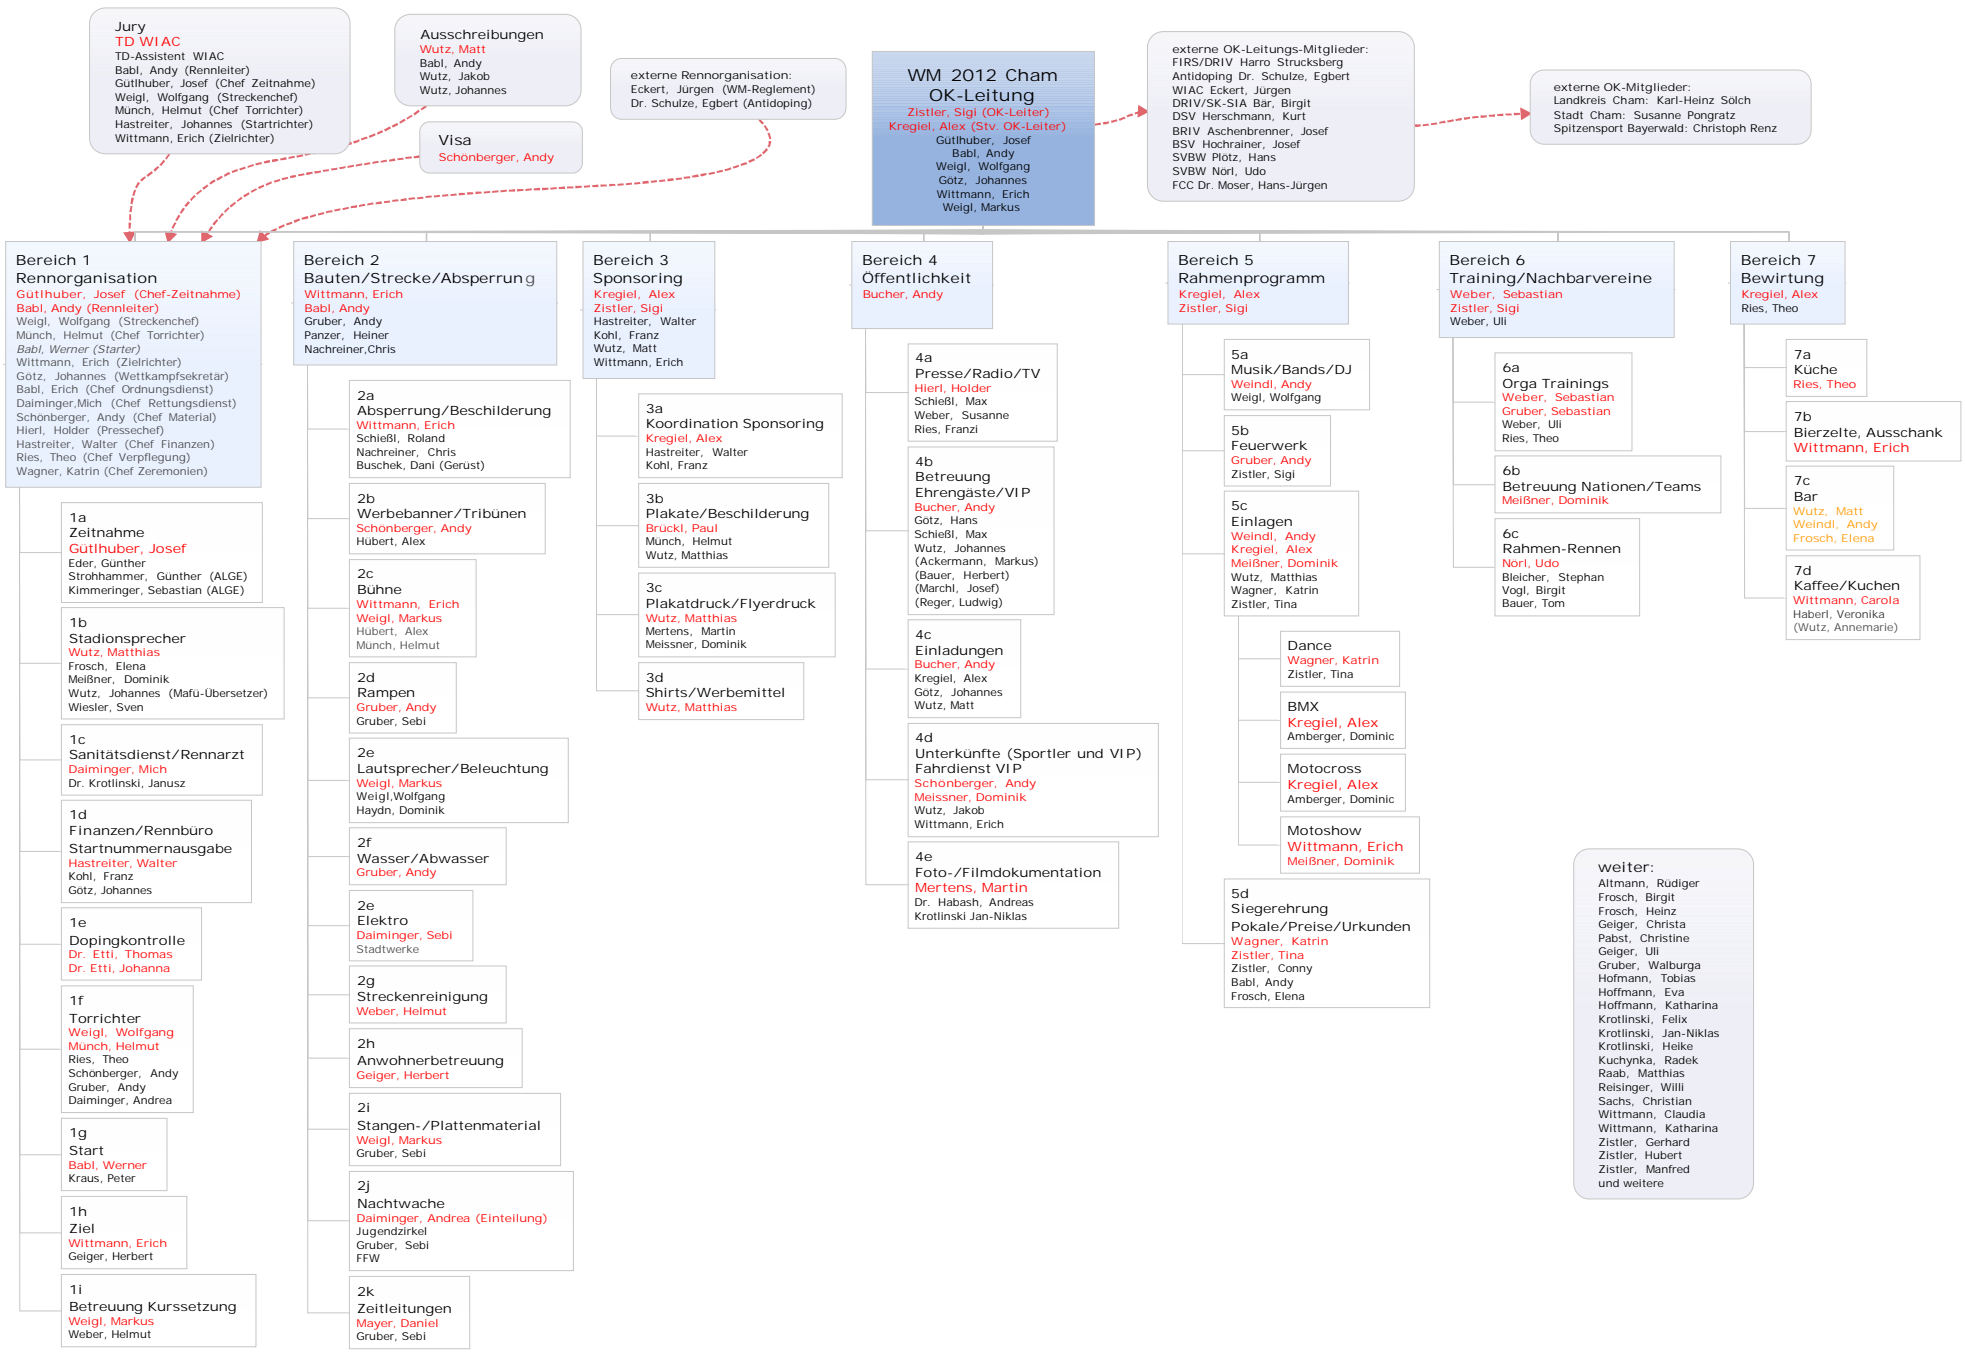 Jury
TD WIAC
TD-Assistent WIAC
Babl, Andy (Rennleiter)
Gütlhuber, Josef (Chef Zeitnahme)
Weigl, Wolfgang (Streckenchef)
Münch, Helmut (Chef Torrichter)
Hastreiter, Johannes (Startrichter)
Wittmann, Erich (Zielrichter)
Ausschreibungen
Wutz, Matt
Babl, Andy
Wutz, Jakob
Wutz, Johannes
Visa
Schönberger, Andy
externe Rennorganisation:
Eckert, Jürgen (WM-Reglement)
Dr. Schulze, Egbert (Antidoping)
WM 2012 Cham
OK-Leitung
Zistler, Sigi (OK-Leiter)
Kregiel, Alex (Stv. OK-Leiter)
Gütlhuber, Josef
Babl, Andy
Weigl, Wolfgang
Götz, Johannes
Wittmann, Erich
Weigl, Markus
externe OK-Leitungs-Mitglieder:
FIRS/DRIV Harro Strucksberg
Antidoping Dr. Schulze, Egbert
WIAC Eckert, Jürgen
DRIV/SK-SIA Bär, Birgit
DSV Herschmann, Kurt
BRIV Aschenbrenner, Josef
BSV Hochrainer, Josef
SVBW Plötz, Hans
SVBW Nörl, Udo
FCC Dr. Moser, Hans-Jürgen
externe OK-Mitglieder:
Landkreis Cham: Karl-Heinz Sölch
Stadt Cham: Susanne Pongratz
Spitzensport Bayerwald: Christoph Renz
Bereich 1
Rennorganisation
Gütlhuber, Josef (Chef-Zeitnahme)
Babl, Andy (Rennleiter)
Weigl, Wolfgang (Streckenchef)
Münch, Helmut (Chef Torrichter)
Babl, Werner (Starter)
Wittmann, Erich (Zielrichter)
Götz, Johannes (Wettkampfsekretär)
Babl, Erich (Chef Ordnungsdienst)
Daiminger,Mich (Chef Rettungsdienst)
Schönberger, Andy (Chef Material)
Hierl, Holder (Pressechef)
Hastreiter, Walter (Chef Finanzen)
Ries, Theo (Chef Verpflegung)
Wagner, Katrin (Chef Zeremonien)
1a
Zeitnahme
Gütlhuber, Josef
Eder, Günther
Strohhammer, Günther (ALGE)
Kimmeringer, Sebastian (ALGE)
1b
Stadionsprecher
Wutz, Matthias
Frosch, Elena
Meißner, Dominik
Wutz, Johannes (Mafü-Übersetzer)
Wiesler, Sven
1c
Sanitätsdienst/Rennarzt
Daiminger, Mich
Dr. Krotlinski, Janusz
1d
Finanzen/Rennbüro
Startnummernausgabe
Hastreiter, Walter
Kohl, Franz
Götz, Johannes
1e
Dopingkontrolle
Dr. Etti, Thomas
Dr. Etti, Johanna
1f
Torrichter
Weigl, Wolfgang
Münch, Helmut
Ries, Theo
Schönberger, Andy
Gruber, Andy
Daiminger, Andrea
1g
Start
Babl, Werner
Kraus, Peter
1h
Ziel
Wittmann, Erich
Geiger, Herbert
1i
Betreuung Kurssetzung
Weigl, Markus
Weber, Helmut
Bereich 2
Bauten/Strecke/Absperrung
Wittmann, Erich
Babl, Andy
Gruber, Andy
Panzer, Heiner
Nachreiner,Chris
2a
Absperrung/Beschilderung
Wittmann, Erich
Schießl, Roland
Nachreiner, Chris
Buschek, Dani (Gerüst)
2b
Werbebanner/Tribünen
Schönberger, Andy
Hübert, Alex
2c
Bühne
Wittmann, Erich
Weigl, Markus
Hübert, Alex
Münch, Helmut
2d
Rampen
Gruber, Andy
Gruber, Sebi
2e
Lautsprecher/Beleuchtung
Weigl, Markus
Weigl,Wolfgang
Haydn, Dominik
2f
Wasser/Abwasser
Gruber, Andy
2e
Elektro
Daiminger, Sebi
Stadtwerke
2g
Streckenreinigung
Weber, Helmut
2h
Anwohnerbetreuung
Geiger, Herbert
2i
Stangen-/Plattenmaterial
Weigl, Markus
Gruber, Sebi
2j
Nachtwache
Daiminger, Andrea (Einteilung)
Jugendzirkel
Gruber, Sebi
FFW
2k
Zeitleitungen
Mayer, Daniel
Gruber, Sebi
Bereich 3
Sponsoring
Kregiel, Alex
Zistler, Sigi
Hastreiter, Walter
Kohl, Franz
Wutz, Matt
Wittmann, Erich
3a
Koordination Sponsoring
Kregiel, Alex
Hastreiter, Walter
Kohl, Franz
3b
Plakate/Beschilderung
Brückl, Paul
Münch, Helmut
Wutz, Matthias
3c
Plakatdruck/Flyerdruck
Wutz, Matthias
Mertens, Martin
Meissner, Dominik
3d
Shirts/Werbemittel
Wutz, Matthias
Bereich 4
Öffentlichkeit
Bucher, Andy
4a
Presse/Radio/TV
Hierl, Holder
Schießl, Max
Weber, Susanne
Ries, Franzi
4b
Betreuung
Ehrengäste/VIP
Bucher, Andy
Götz, Hans
Schießl, Max
Wutz, Johannes
(Ackermann, Markus)
(Bauer, Herbert)
(Marchl, Josef)
(Reger, Ludwig)
4c
Einladungen
Bucher, Andy
Kregiel, Alex
Götz, Johannes
Wutz, Matt
4d
Unterkünfte (Sportler und VIP)
Fahrdienst VIP
Schönberger, Andy
Meissner, Dominik
Wutz, Jakob
Wittmann, Erich
4e
Foto-/Filmdokumentation
Mertens, Martin
Dr. Habash, Andreas
Krotlinski Jan-Niklas
Bereich 5
Rahmenprogramm
Kregiel, Alex
Zistler, Sigi
5a
Musik/Bands/DJ
Weindl, Andy
Weigl, Wolfgang
5b
Feuerwerk
Gruber, Andy
Zistler, Sigi
5c
Einlagen
Weindl, Andy
Kregiel, Alex
Meißner, Dominik
Wutz, Matthias
Wagner, Katrin
Zistler, Tina
Dance
Wagner, Katrin
Zistler, Tina
BMX
Kregiel, Alex
Amberger, Dominic
Motocross
Kregiel, Alex
Amberger, Dominic
Motoshow
Wittmann, Erich
Meißner, Dominik
5d
Siegerehrung
Pokale/Preise/Urkunden
Wagner, Katrin
Zistler, Tina
Zistler, Conny
Babl, Andy
Frosch, Elena
Bereich 6
Training/Nachbarvereine
Weber, Sebastian
Zistler, Sigi
Weber, Uli
6a
Orga Trainings
Weber, Sebastian
Gruber, Sebastian
Weber, Uli
Ries, Theo
6b
Betreuung Nationen/Teams
Meißner, Dominik
6c
Rahmen-Rennen
Nörl, Udo
Bleicher, Stephan
Vogl, Birgit
Bauer, Tom
Bereich 7
Bewirtung
Kregiel, Alex
Ries, Theo
7a
Küche
Ries, Theo
7b
Bierzelte, Ausschank
Wittmann, Erich
7c
Bar
Wutz, Matt
Weindl, Andy
Frosch, Elena
7d
Kaffee/Kuchen
Wittmann, Carola
Haberl, Veronika
(Wutz, Annemarie)
weiter:
Altmann, Rüdiger
Frosch, Birgit
Frosch, Heinz
Geiger, Christa
Pabst, Christine
Geiger, Uli
Gruber, Walburga
Hofmann, Tobias
Hoffmann, Eva
Hoffmann, Katharina
Krotlinski, Felix
Krotlinski, Jan-Niklas
Krotlinski, Heike
Kuchynka, Radek
Raab, Matthias
Reisinger, Willi
Sachs, Christian
Wittmann, Claudia
Wittmann, Katharina
Zistler, Gerhard
Zistler, Hubert
Zistler, Manfred
und weitere